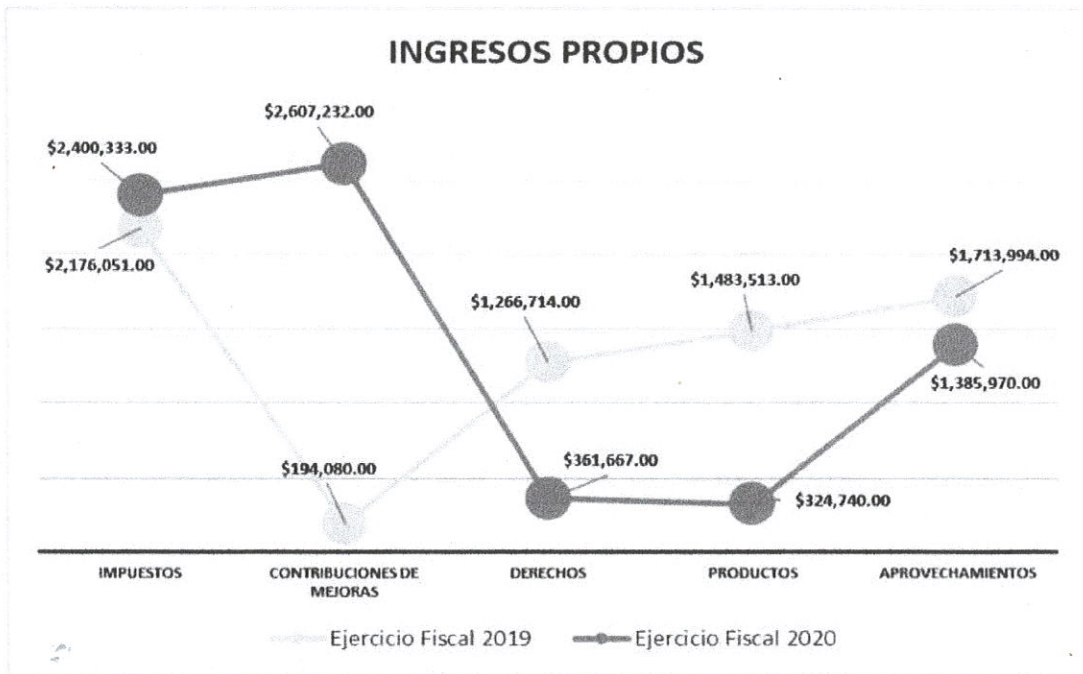 INGRESOS PROPIOS
$2,607,232.00
$2,400,333.00
$2,176,051.00
$1,713,994.00
$1,483,513.00
$1,266,714.00
$1,385,970.00
$194,080.00
$361,667.00
$324,740.00
IMPUESTOS
CONTRIBUCIONES DE
MEJORAS
DERECHOS
PRODUCTOS
APROVECHAMIENTOS
Ejercicio Fiscal 2019
Ejercicio Fiscal 2020